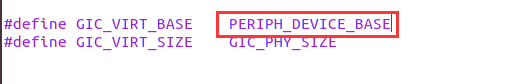 #define GIC_VIRT_BASE    PERIPH_DEVICE_BASE
#define GIC_VIRT_SIZE    GIC_PHY_SIZE